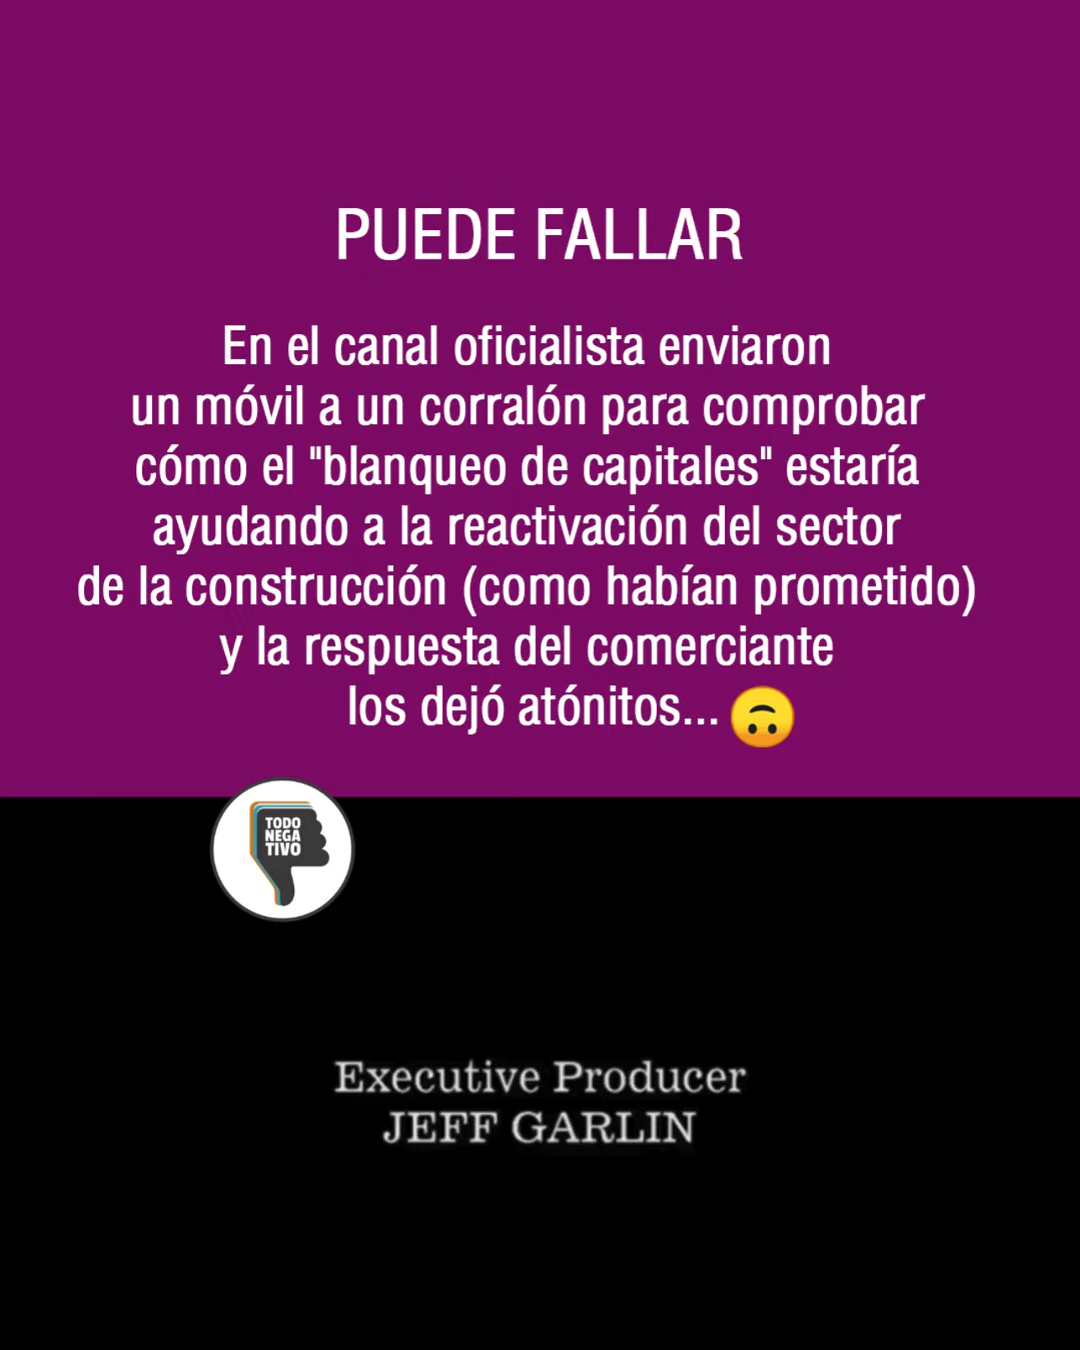 PUEDE FALLAR
En el canal oficialista enviaron
un móvil a un corralón para comprobar
cómo el "blanqueo de capitales" estaría
ayudando a la reactivación del sector
de la construcción (como habían prometido)
y la respuesta del comerciante
los dejó atónitos... 🙃
TODO
NEGA
TIVO
Executive Producer
JEFF GARLIN